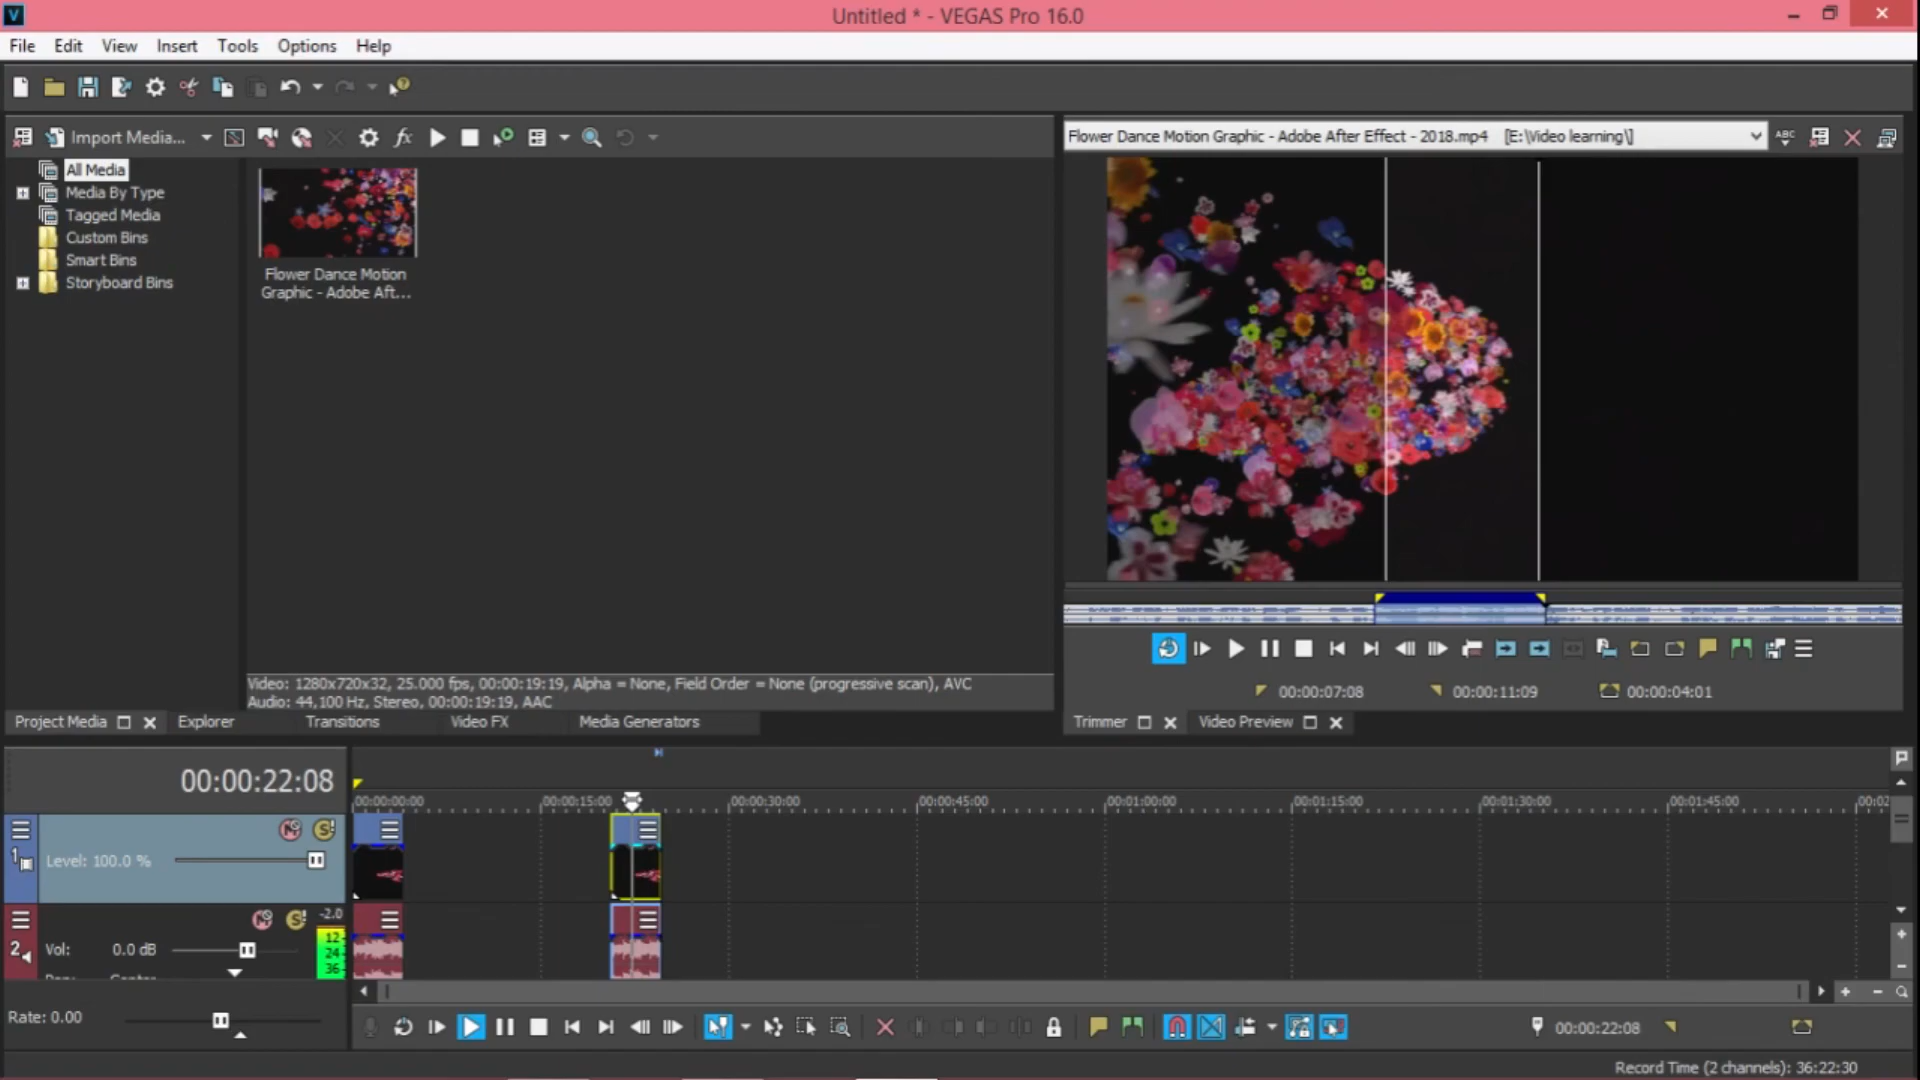 Untitled * - VEGAS Pro 16.0
File Edit View Insert Tools Options Help
Import Media...
Flower Dance Motion Graphic - Adobe After Effect - 2018.mp4 [E:\Video learning\]
ABC
All Media
Media By Type
Tagged Media
Custom Bins
Smart Bins
Storyboard Bins
Flower Dance Motion
Graphic - Adobe Aft...
Video: 1280x720x32, 25.000 fps, 00:00:19:19, Alpha = None, Field Order = None (progressive scan), AVC
Audio: 44,100 Hz, Stereo, 00:00:19:19, AAC
00:00:07:08 00:00:11:09 00:00:04:01
Project Media Explorer Transitions Video FX Media Generators
Trimmer Video Preview
00:00:22:08
00:00:00:00 00:00:15:00 00:00:30:00 00:00:45:00 00:01:00:00 00:01:15:00 00:01:30:00 00:01:45:00 00:02
1
Level: 100.0 %
2
-2.0
Vol: 0.0 dB
12
24
36
Rate: 0.00
00:00:22:08
Record Time (2 channels): 36:22:30